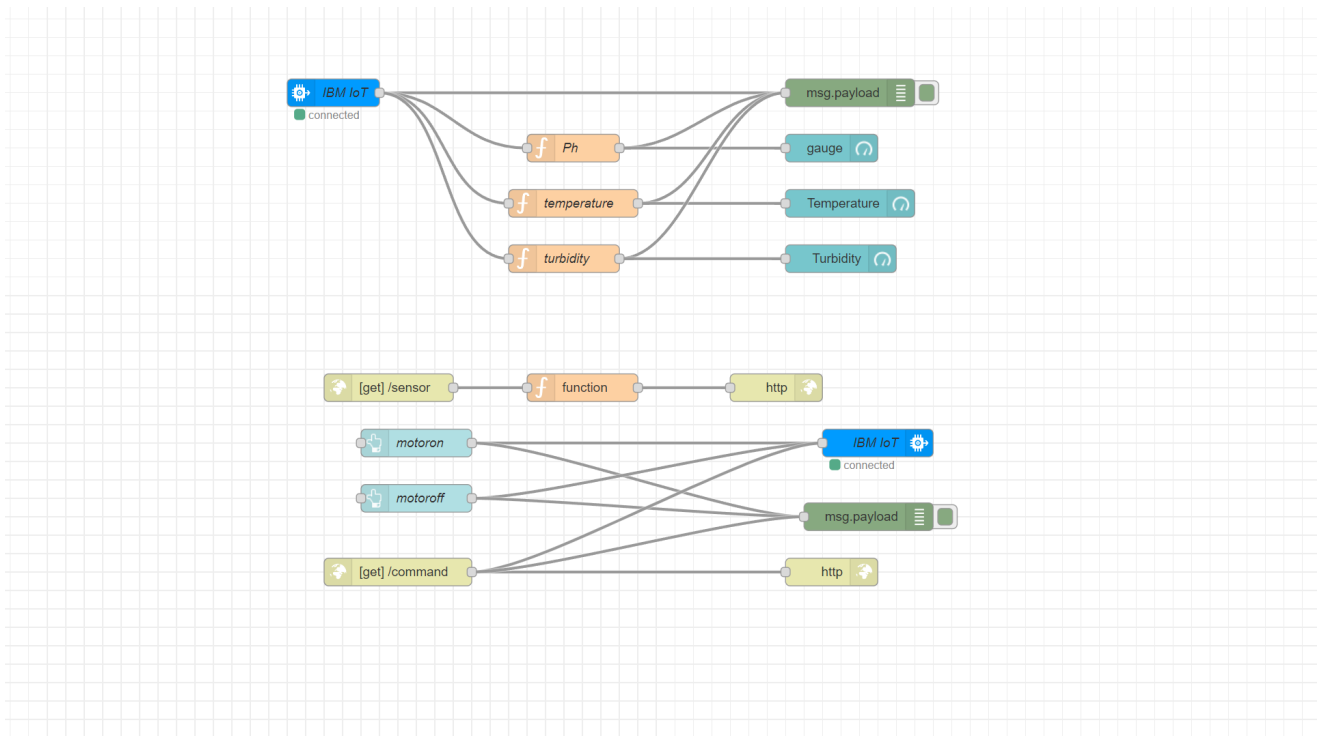 IBM IoT
msg.payload
connected
Ph
gauge
temperature
Temperature
turbidity
Turbidity
[get] /sensor
function
http
motoron
IBM IoT
connected
motoroff
msg.payload
[get] /command
http